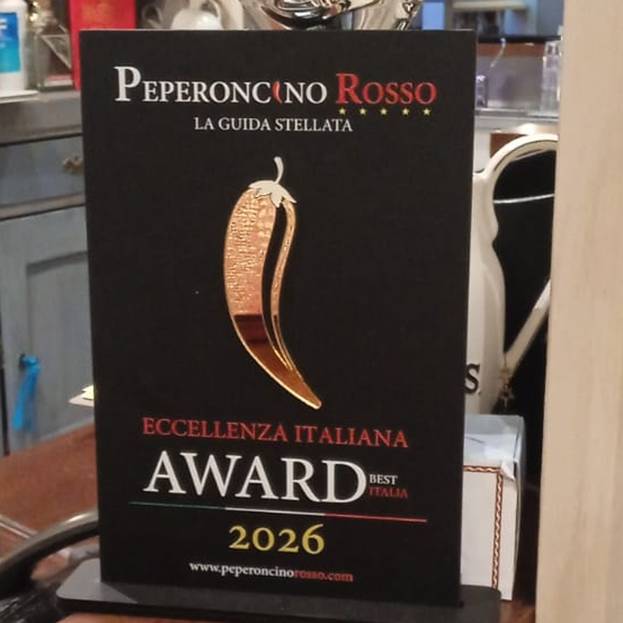 PEPERONCINO ROSSO
LA GUIDA STELLATA
ECCELLENZA ITALIANA
AWARD BEST ITALIA
2026
www.peperoncinorosso.com
S.